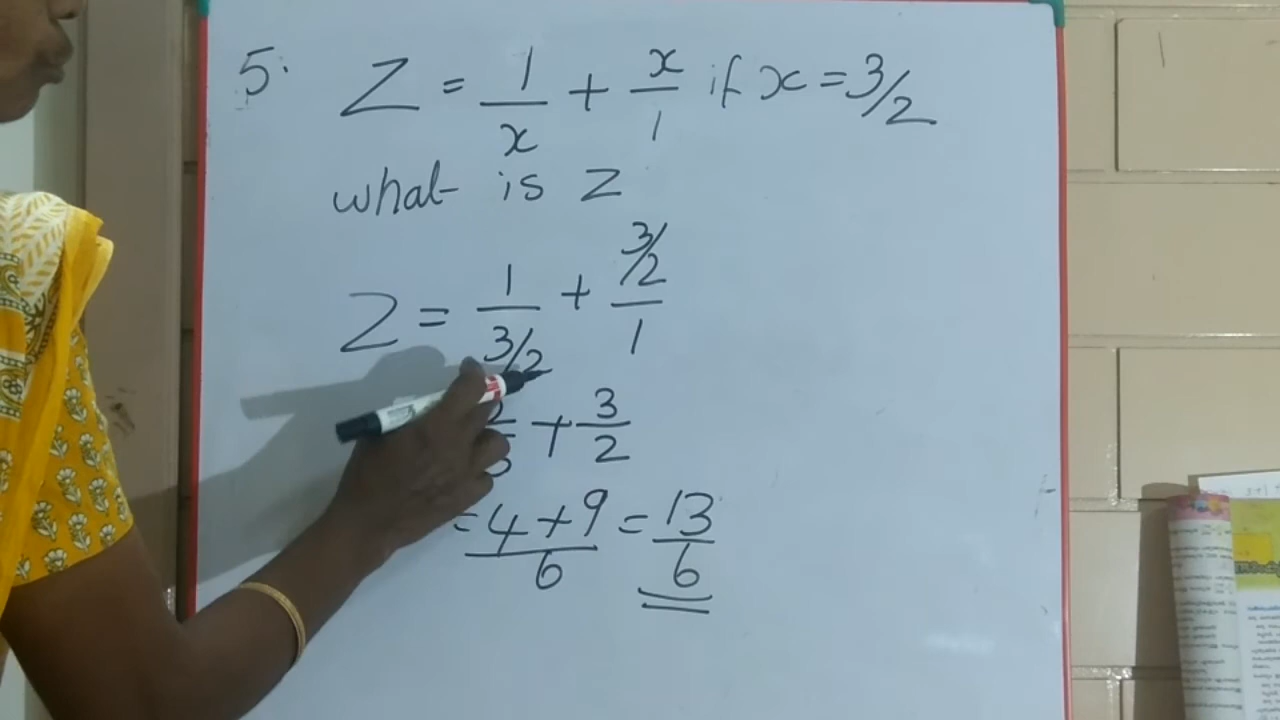 5. Z = 1/x + x/1 if x = 3/2
what is z
Z = 1/3/2 + 3/2/1
+ 3/2
= 4+9/6 = 13/6